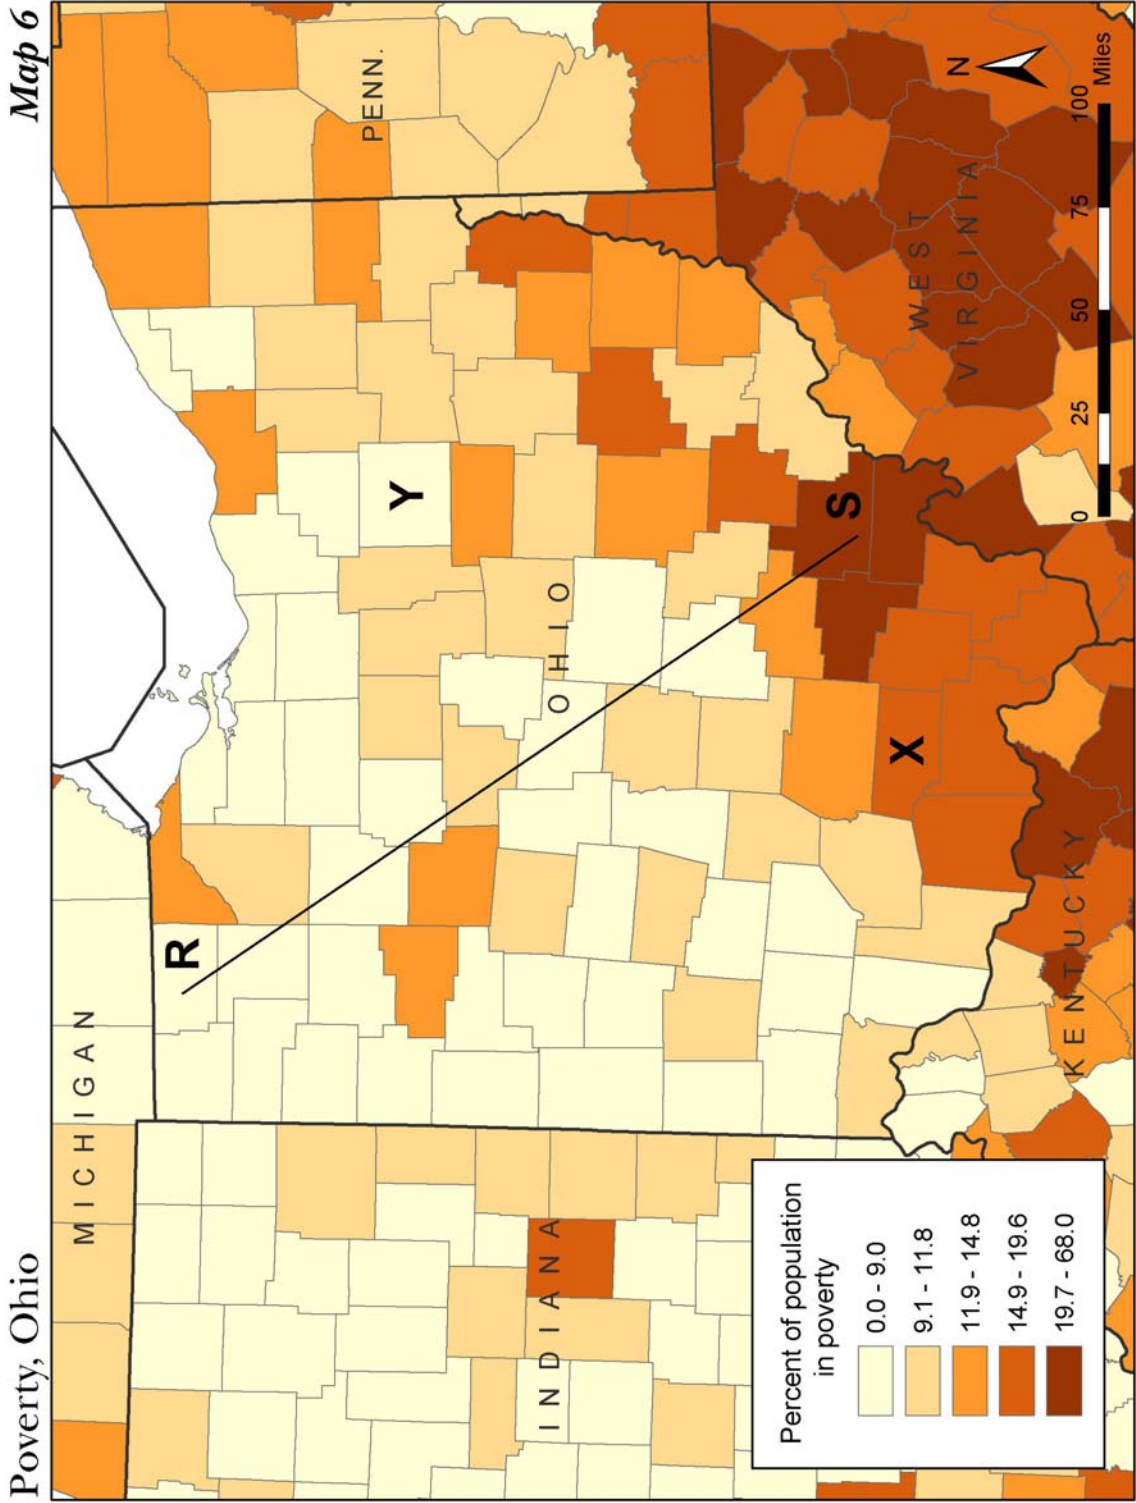 Poverty, Ohio
Map 6
MICHIGAN
R
PENN.
Y
OHIO
INDIANA
S
X
WEST
VIRGINIA
KENTUCKY
N
Percent of population
in poverty
0.0 - 9.0
9.1 - 11.8
11.9 - 14.8
14.9 - 19.6
19.7 - 68.0
0 25 50 75 100
Miles